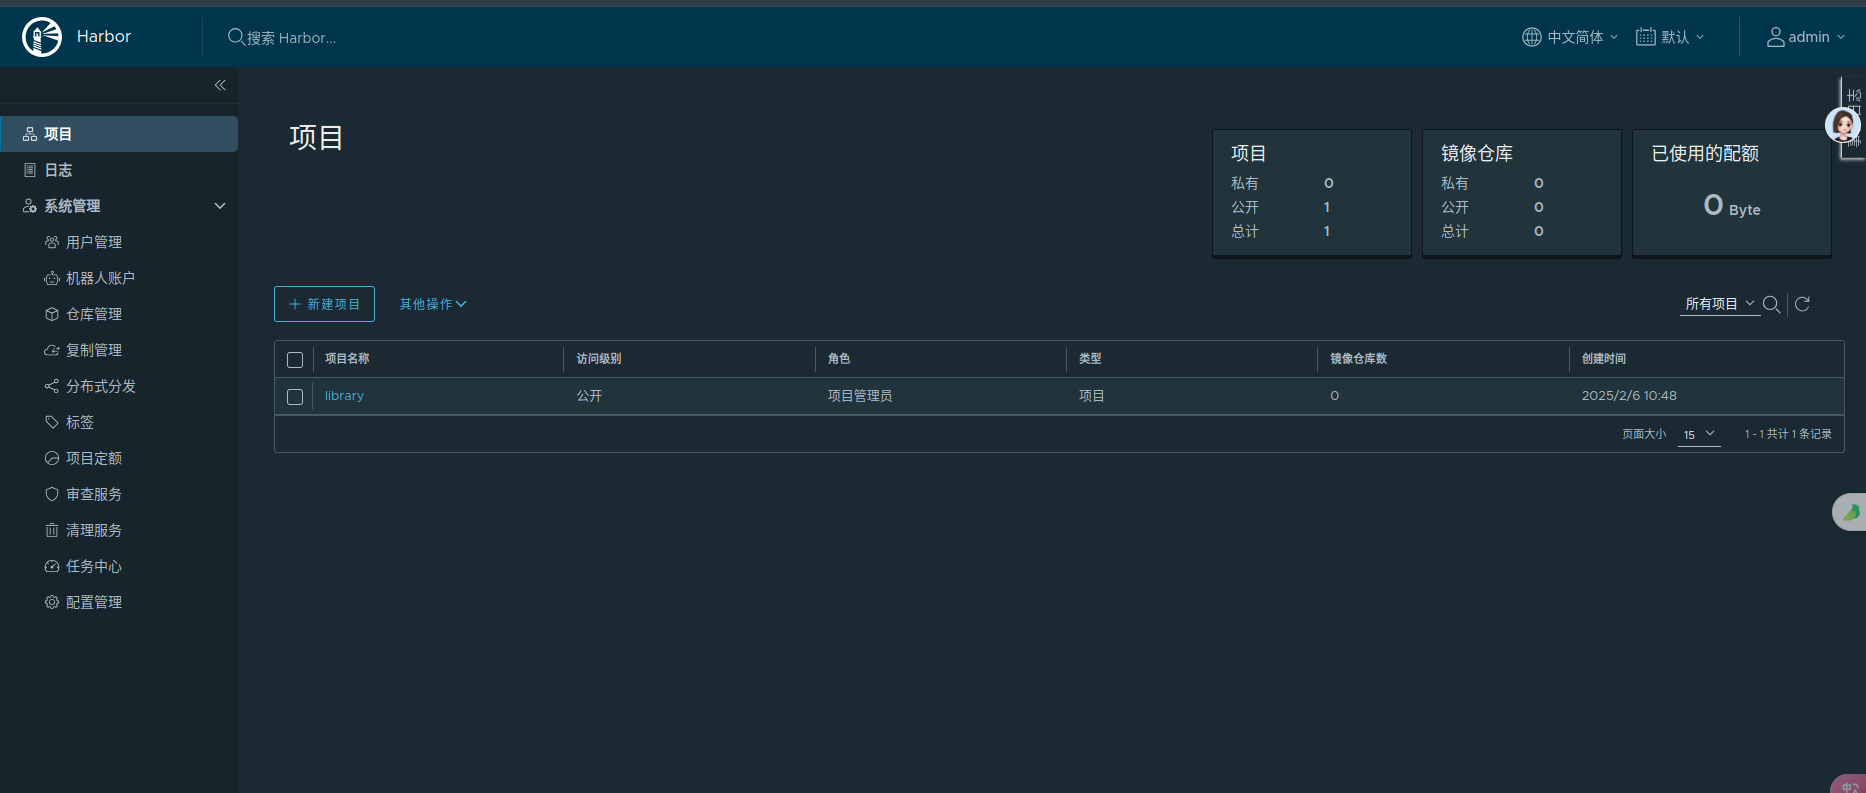 Harbor
搜索 Harbor...
中文简体
默认
admin
项目
日志
系统管理
用户管理
机器人账户
仓库管理
复制管理
分布式分发
标签
项目定额
审查服务
清理服务
任务中心
配置管理
项目
项目
私有 0
公开 1
总计 1
镜像仓库
私有 0
公开 0
总计 0
已使用的配额
0 Byte
新建项目
其他操作
所有项目
项目名称 访问级别 角色 类型 镜像仓库数 创建时间
library 公开 项目管理员 项目 0 2025/2/6 10:48
页面大小 15 1 - 1 共计 1 条记录